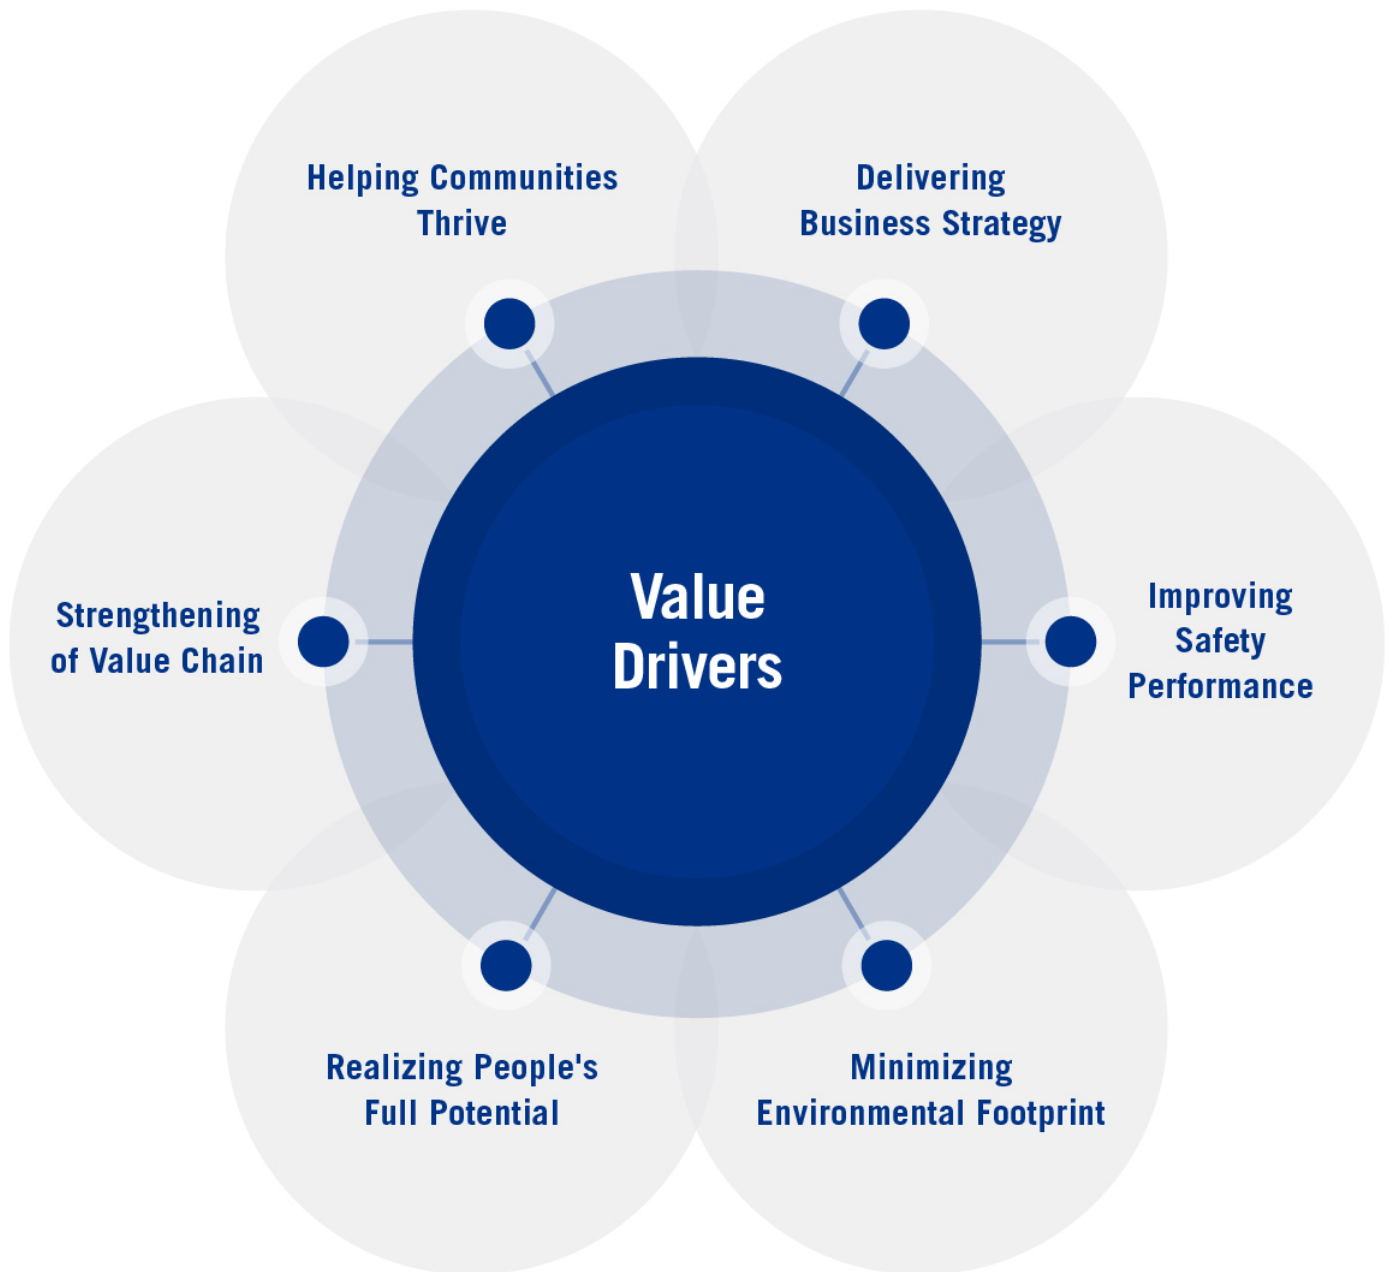 Helping Communities
Thrive
Delivering
Business Strategy
Strengthening
of Value Chain
Value
Drivers
Improving
Safety
Performance
Realizing People's
Full Potential
Minimizing
Environmental Footprint